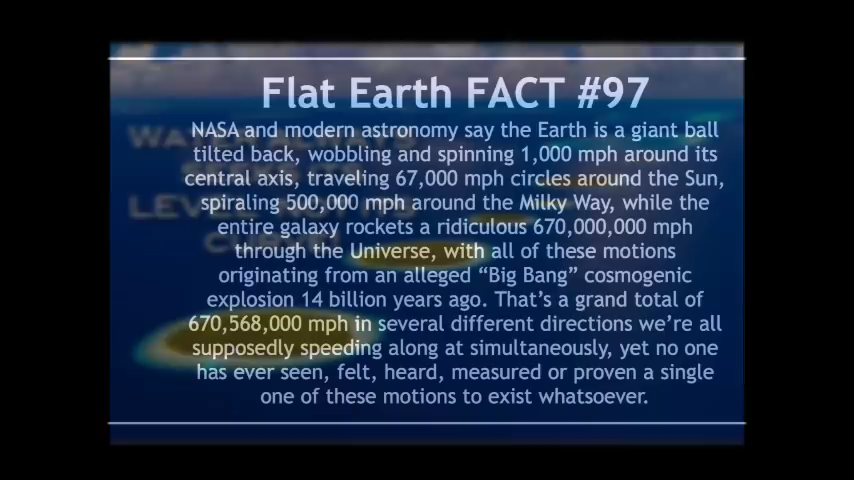 Flat Earth FACT #97
NASA and modern astronomy say the Earth is a giant ball
tilted back, wobbling and spinning 1,000 mph around its
central axis, traveling 67,000 mph circles around the Sun,
spiraling 500,000 mph around the Milky Way, while the
entire galaxy rockets a ridiculous 670,000,000 mph
through the Universe, with all of these motions
originating from an alleged “Big Bang” cosmogenic
explosion 14 billion years ago. That’s a grand total of
670,568,000 mph in several different directions we’re all
supposedly speeding along at simultaneously, yet no one
has ever seen, felt, heard, measured or proven a single
one of these motions to exist whatsoever.